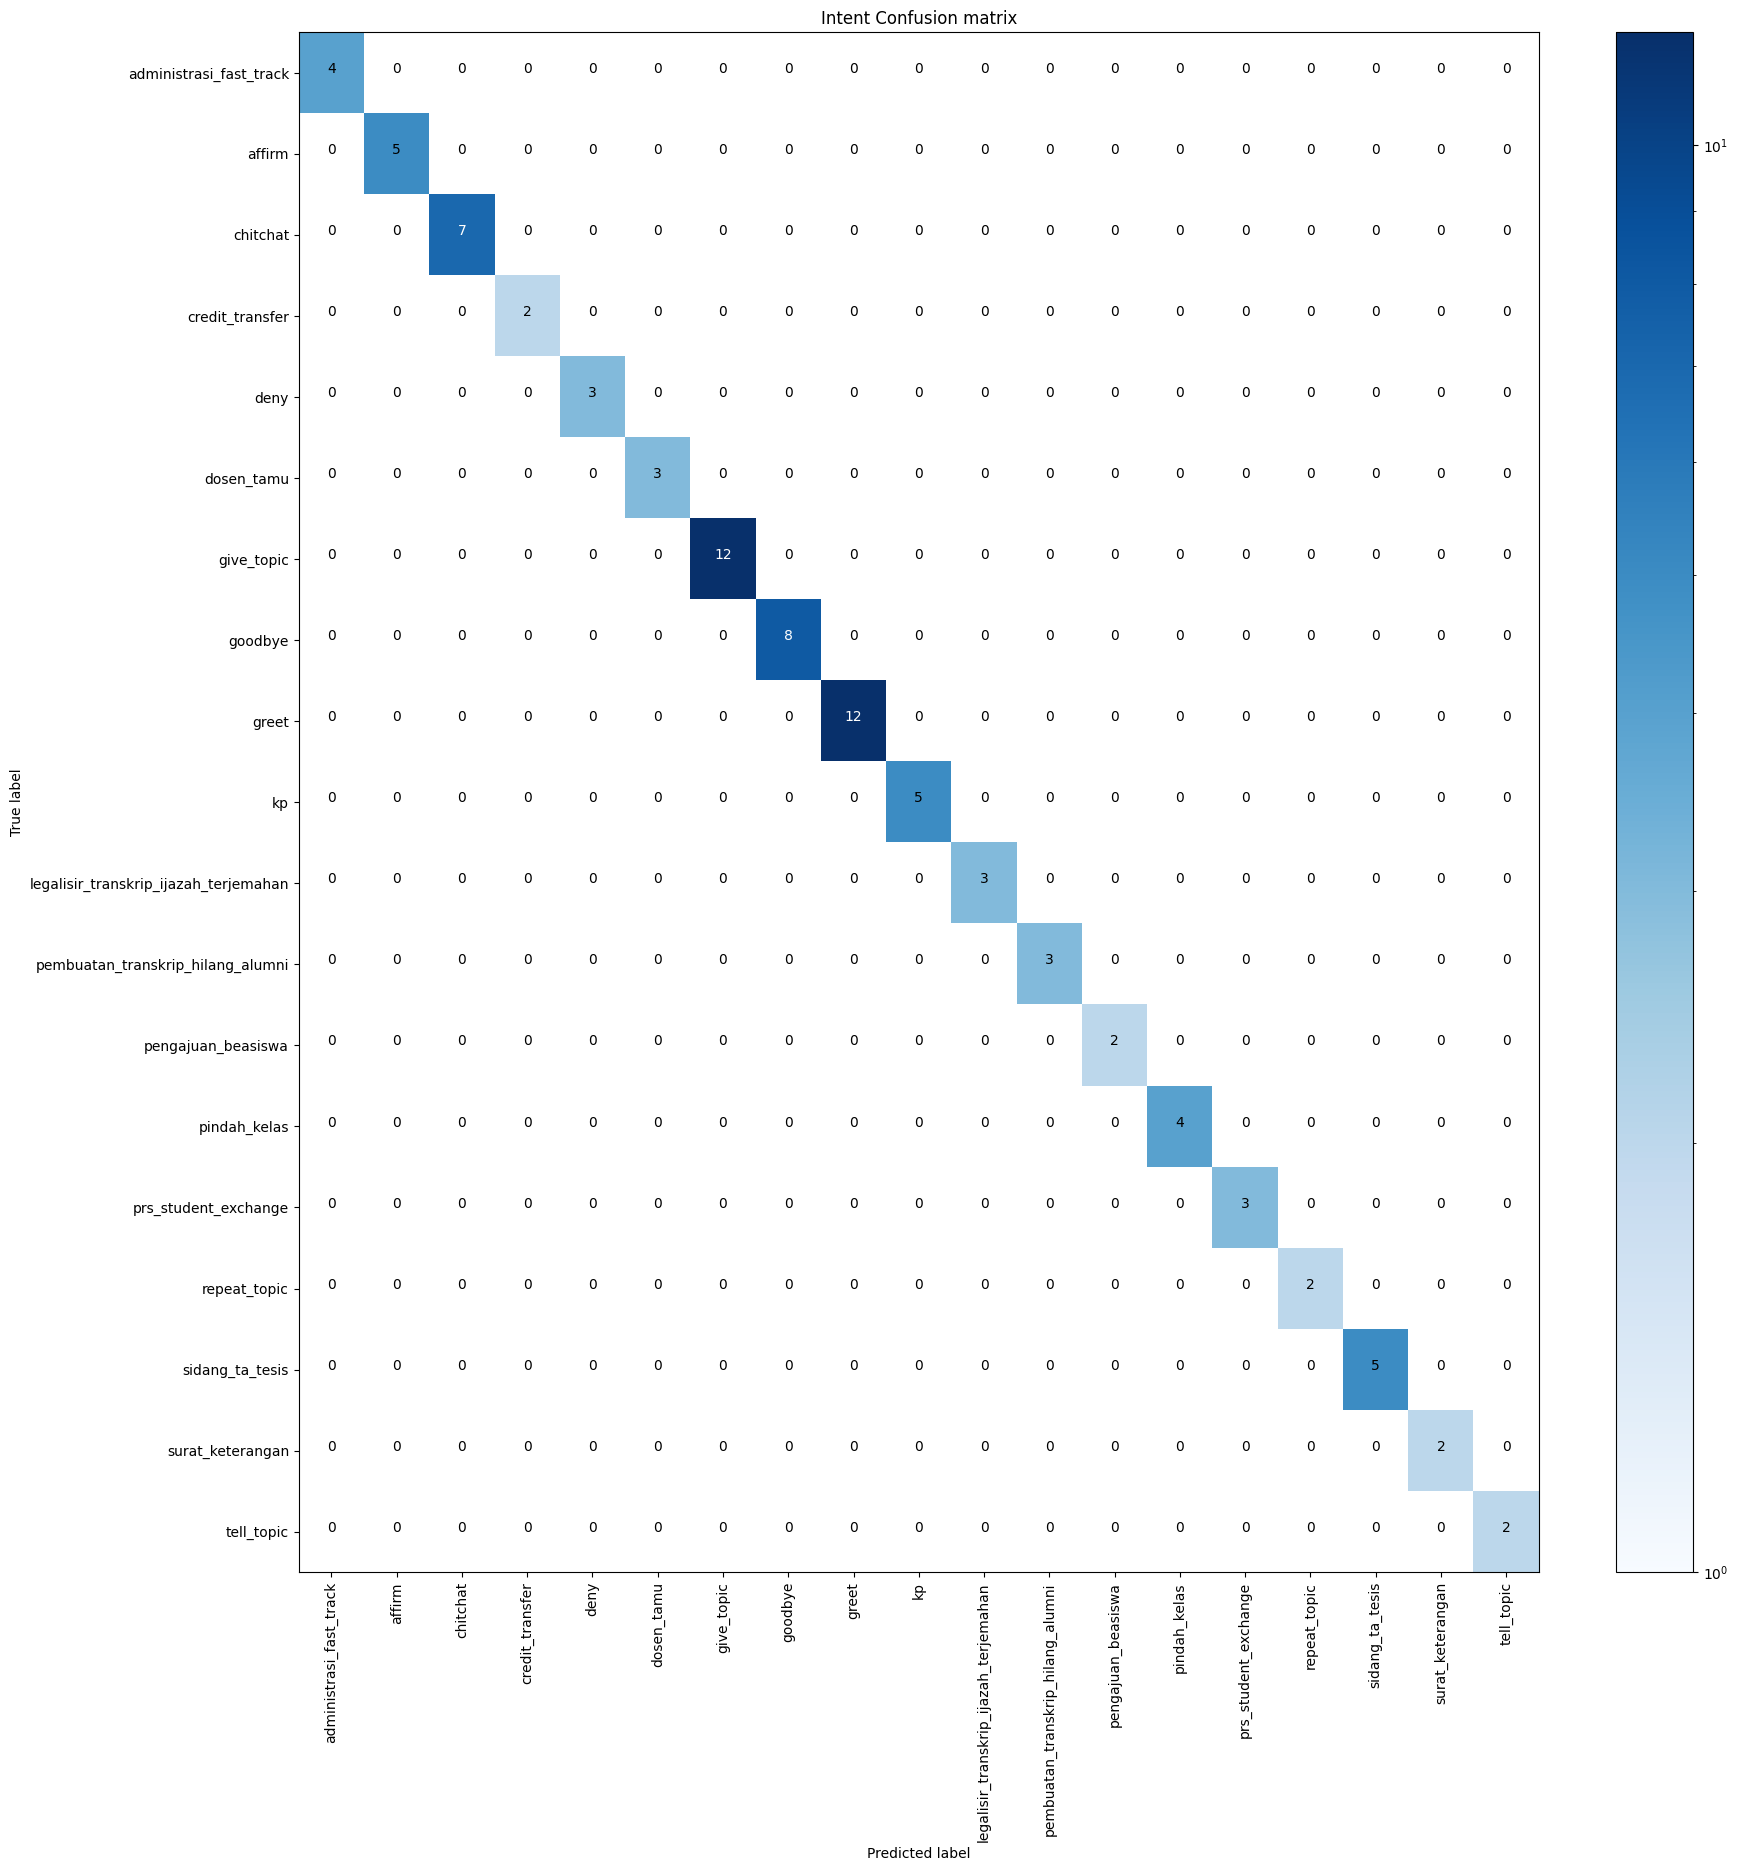 Intent Confusion matrix
administrasi_fast_track 4 0 0 0 0 0 0 0 0 0 0 0 0 0 0 0 0 0 0
affirm 0 5 0 0 0 0 0 0 0 0 0 0 0 0 0 0 0 0 0
chitchat 0 0 7 0 0 0 0 0 0 0 0 0 0 0 0 0 0 0 0
credit_transfer 0 0 0 2 0 0 0 0 0 0 0 0 0 0 0 0 0 0 0
deny 0 0 0 0 3 0 0 0 0 0 0 0 0 0 0 0 0 0 0
dosen_tamu 0 0 0 0 0 3 0 0 0 0 0 0 0 0 0 0 0 0 0
give_topic 0 0 0 0 0 0 12 0 0 0 0 0 0 0 0 0 0 0 0
goodbye 0 0 0 0 0 0 0 8 0 0 0 0 0 0 0 0 0 0 0
greet 0 0 0 0 0 0 0 0 12 0 0 0 0 0 0 0 0 0 0
kp 0 0 0 0 0 0 0 0 0 5 0 0 0 0 0 0 0 0 0
legalisir_transkrip_ijazah_terjemahan 0 0 0 0 0 0 0 0 0 0 3 0 0 0 0 0 0 0 0
pembuatan_transkrip_hilang_alumni 0 0 0 0 0 0 0 0 0 0 0 3 0 0 0 0 0 0 0
pengajuan_beasiswa 0 0 0 0 0 0 0 0 0 0 0 0 2 0 0 0 0 0 0
pindah_kelas 0 0 0 0 0 0 0 0 0 0 0 0 0 4 0 0 0 0 0
prs_student_exchange 0 0 0 0 0 0 0 0 0 0 0 0 0 0 3 0 0 0 0
repeat_topic 0 0 0 0 0 0 0 0 0 0 0 0 0 0 0 2 0 0 0
sidang_ta_tesis 0 0 0 0 0 0 0 0 0 0 0 0 0 0 0 0 5 0 0
surat_keterangan 0 0 0 0 0 0 0 0 0 0 0 0 0 0 0 0 0 2 0
tell_topic 0 0 0 0 0 0 0 0 0 0 0 0 0 0 0 0 0 0 2
True label
administrasi_fast_track
affirm
chitchat
credit_transfer
deny
dosen_tamu
give_topic
goodbye
greet
kp
legalisir_transkrip_ijazah_terjemahan
pembuatan_transkrip_hilang_alumni
pengajuan_beasiswa
pindah_kelas
prs_student_exchange
repeat_topic
sidang_ta_tesis
surat_keterangan
tell_topic
Predicted label
10¹
10⁰